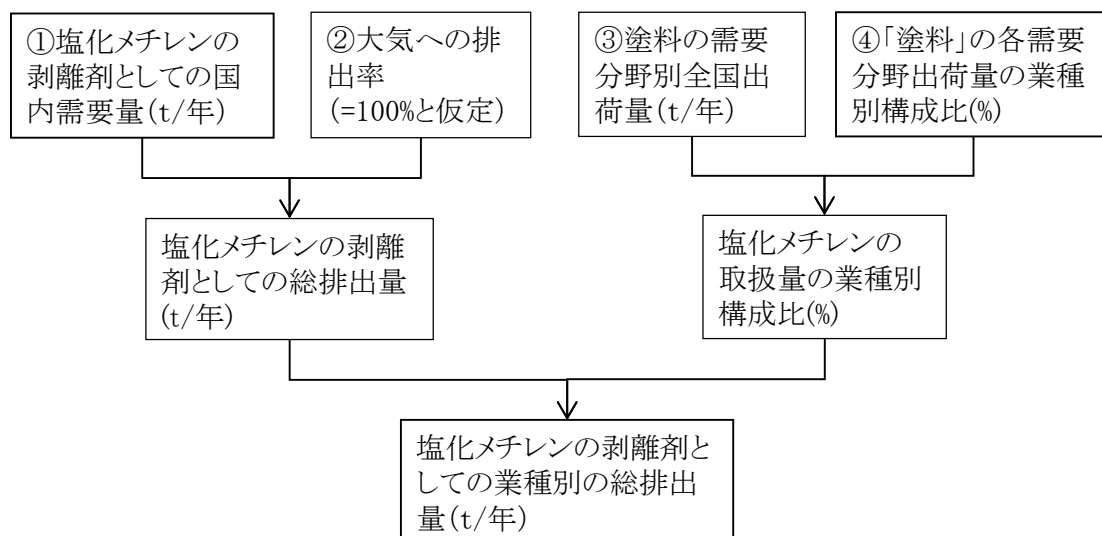 ①塩化メチレンの
剥離剤としての国
内需要量(t/年)
②大気への排
出率
(=100%と仮定)
③塗料の需要
分野別全国出
荷量(t/年)
④「塗料」の各需要
分野出荷量の業種
別構成比(%)
塩化メチレンの剥離
剤としての総排出量
(t/年)
塩化メチレンの
取扱量の業種別
構成比(%)
塩化メチレンの剥離剤と
しての業種別の総排出
量(t/年)